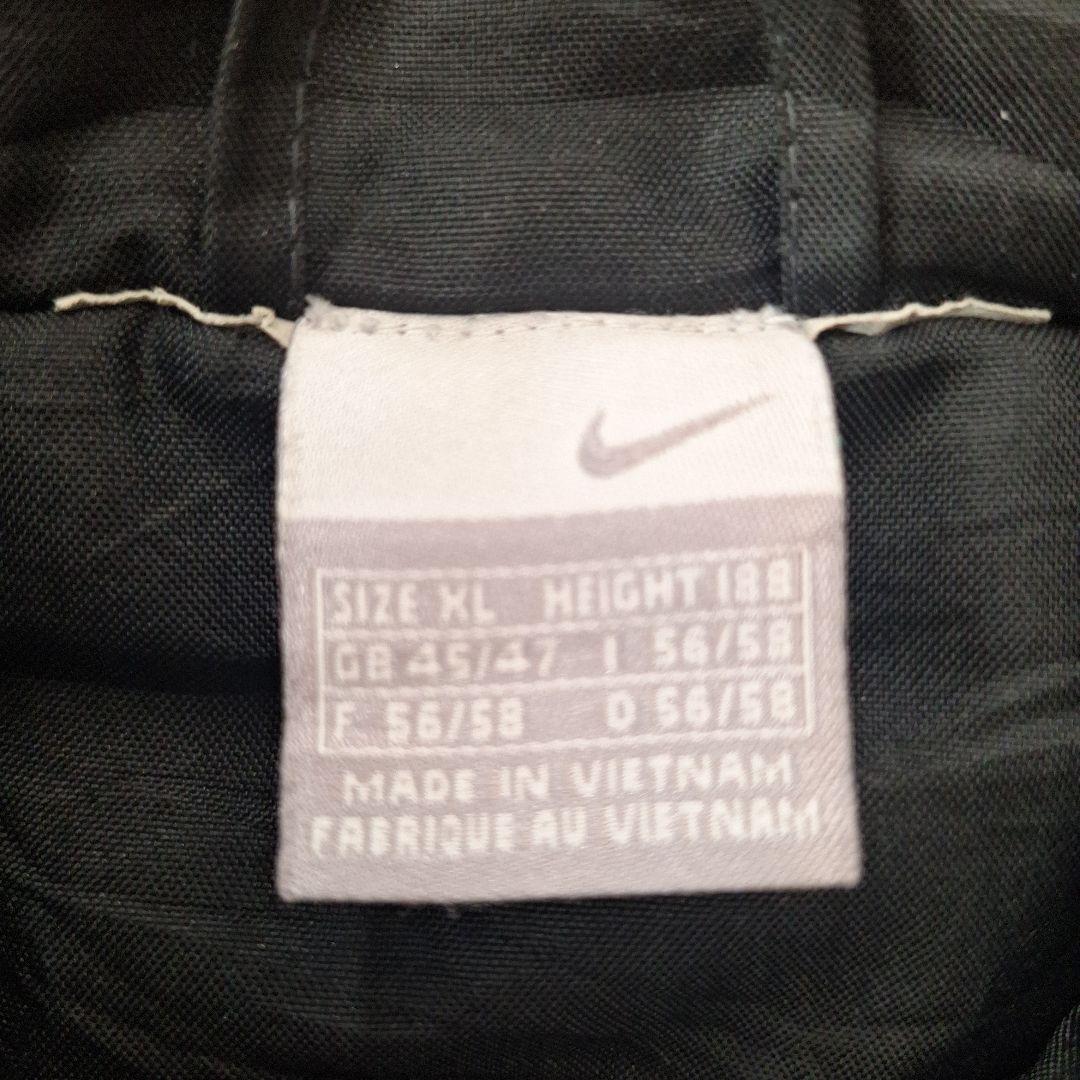 SIZE XL HEIGHT 188
GB 45/47 I 56/58
F 56/58 D 56/58
MADE IN VIETNAM
FABRIQUE AU VIETNAM